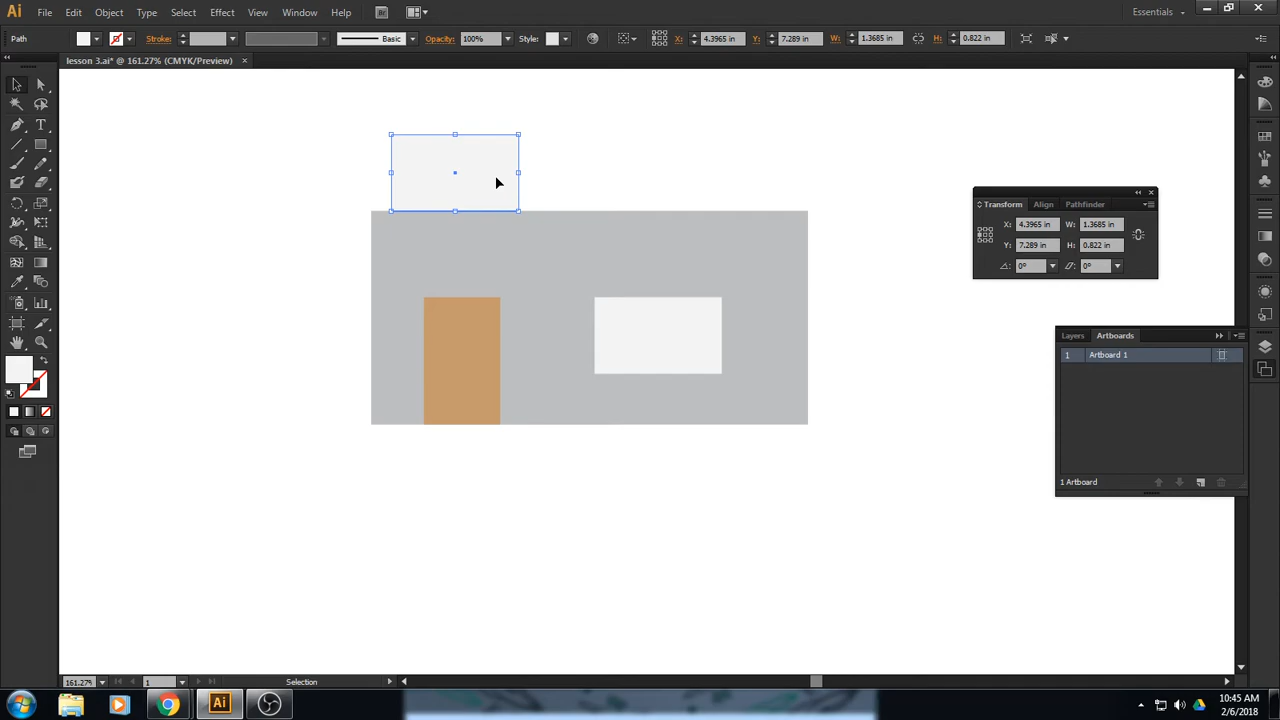 Ai File Edit Object Type Select Effect View Window Help Br Essentials
Path Stroke: Basic Opacity: 100% Style: X: 4.3965 in Y: 7.289 in W: 1.3685 in H: 0.822 in
lesson 3.ai* @ 161.27% (CMYK/Preview) ×
Transform Align Pathfinder
X: 4.3965 in W: 1.3685 in
Y: 7.289 in H: 0.822 in
0° 0°
Layers Artboards
1 Artboard 1
1 Artboard
161.27% 1 Selection
Ai
10:45 AM
2/6/2018